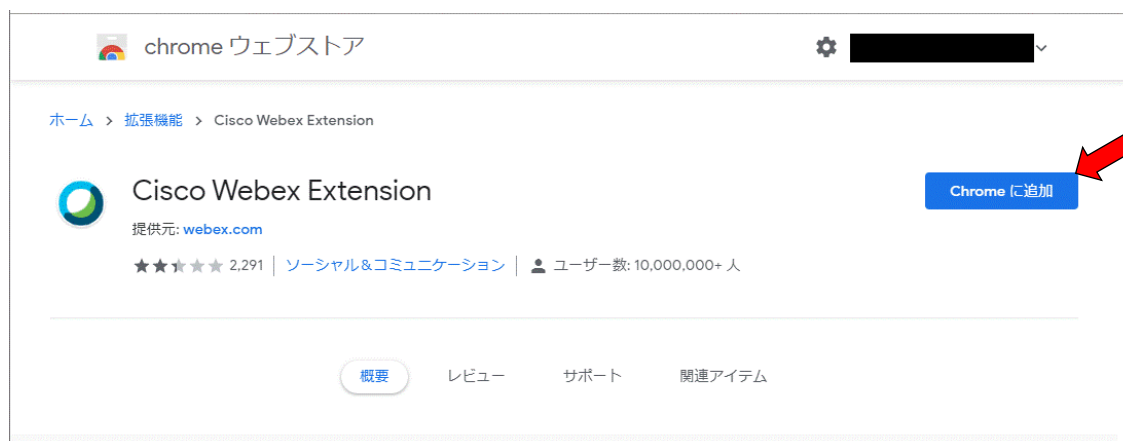 chrome ウェブストア
ホーム > 拡張機能 > Cisco Webex Extension
Cisco Webex Extension
Chrome に追加
提供元: webex.com
2,291 | ソーシャル＆コミュニケーション | ユーザー数: 10,000,000+ 人
概要 レビュー サポート 関連アイテム